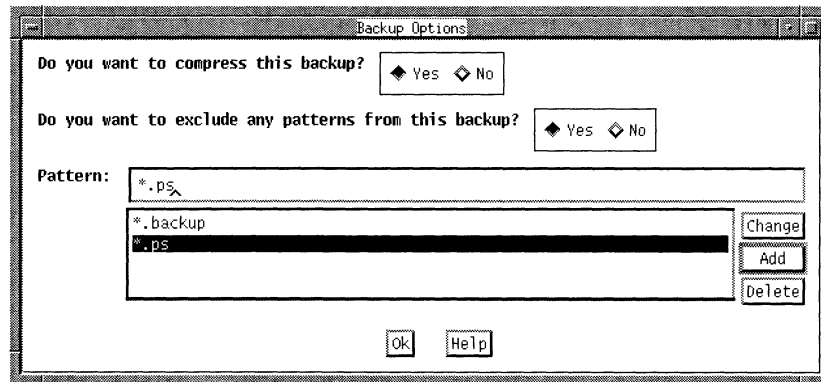 Backup Options
Do you want to compress this backup? Yes No
Do you want to exclude any patterns from this backup? Yes No
Pattern: *.ps
*.backup
*.ps
Change
Add
Delete
Ok Help